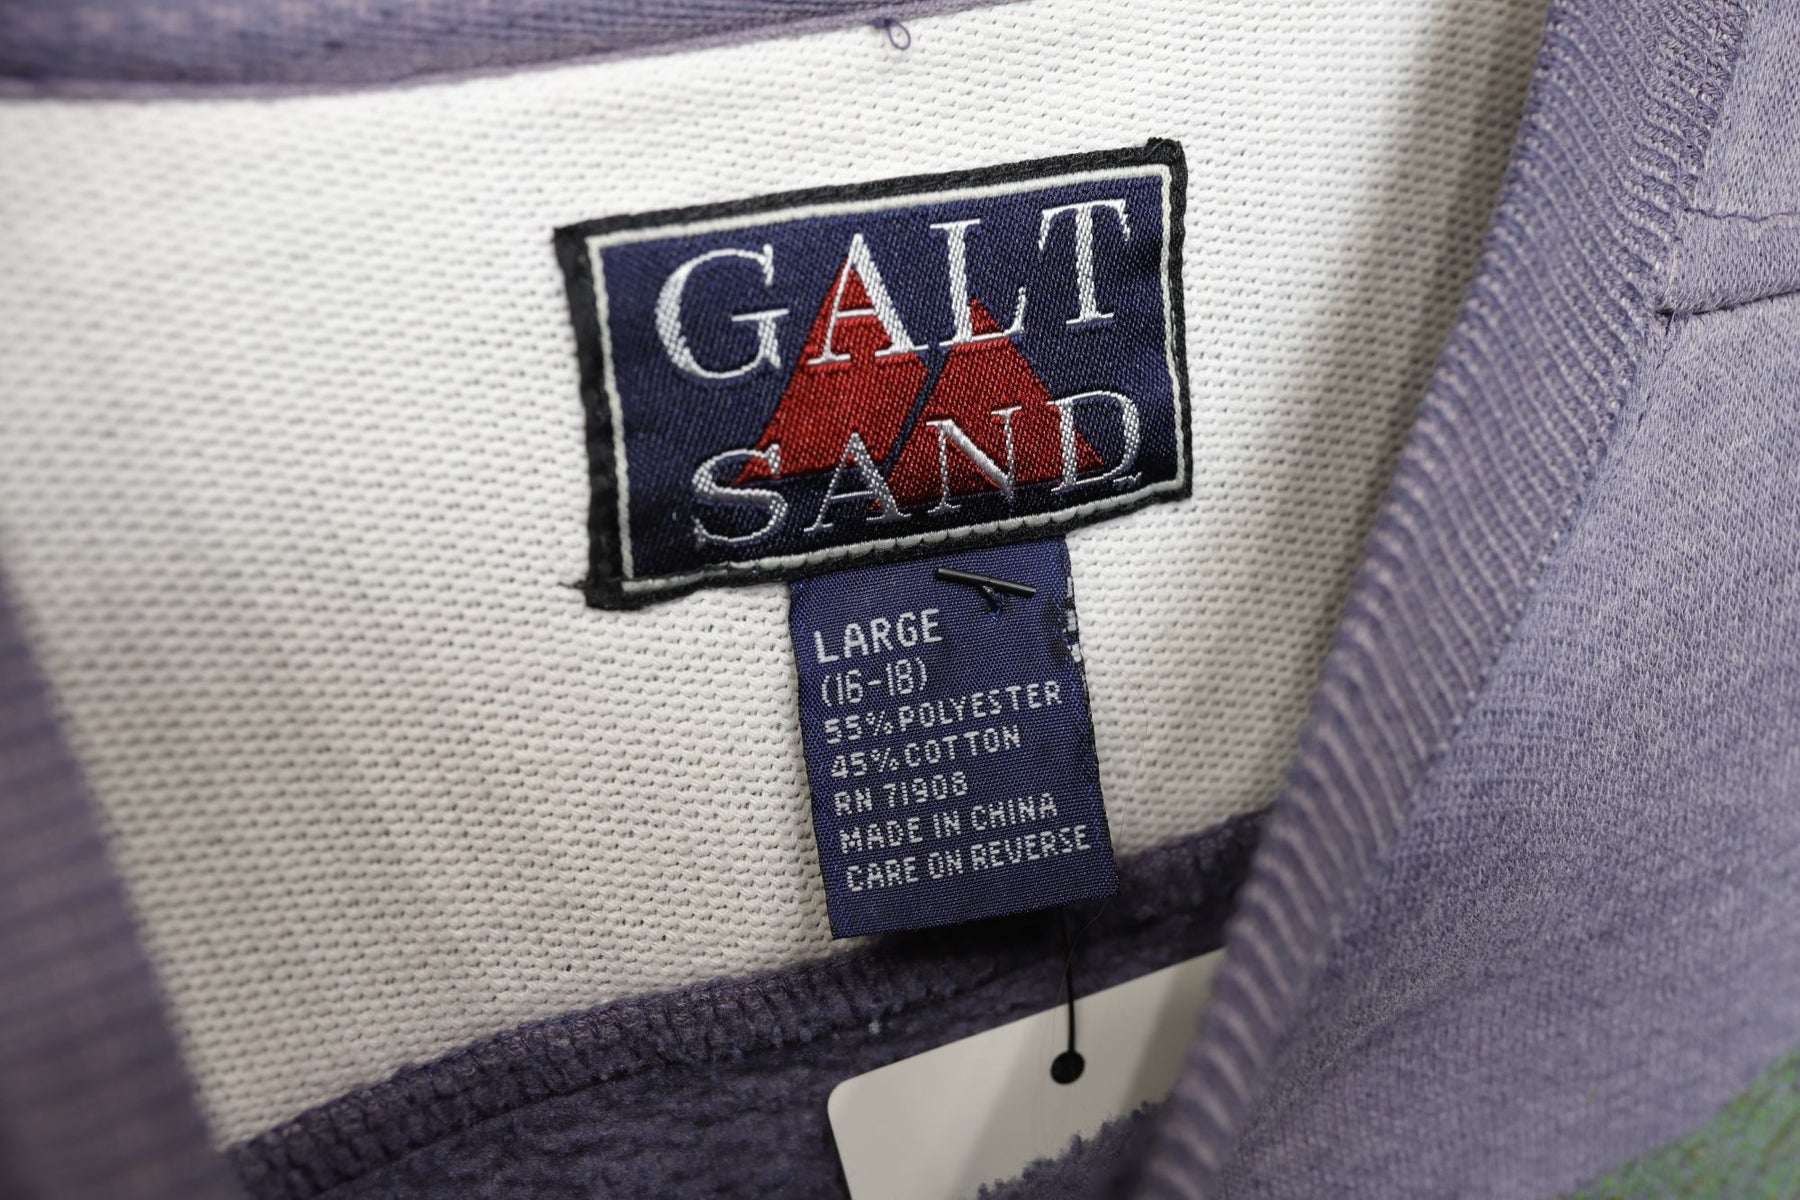 GALT
SAND
LARGE
(16-18)
55% POLYESTER
45% COTTON
RN 71908
MADE IN CHINA
CARE ON REVERSE